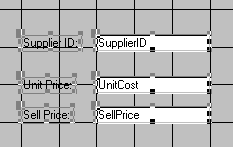 Supplier ID: SupplierID
Unit Price: UnitCost
Sell Price: SellPrice